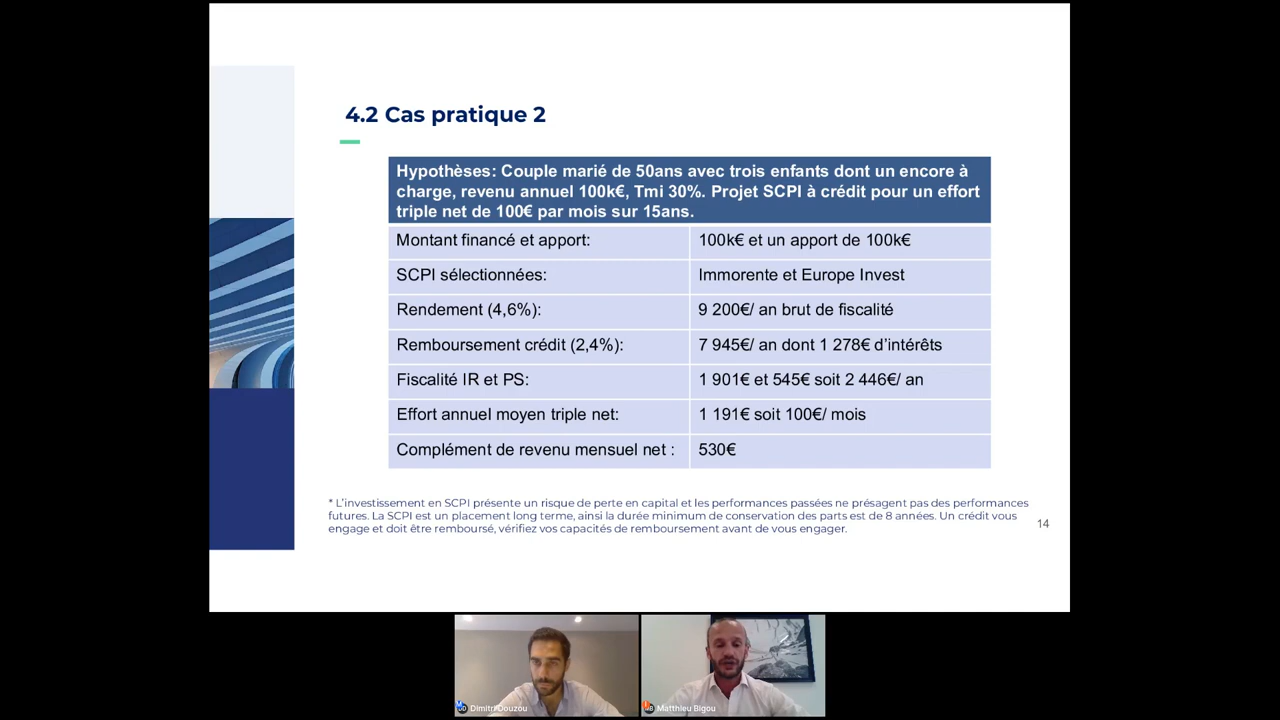 4.2 Cas pratique 2
Hypothèses: Couple marié de 50ans avec trois enfants dont un encore à
charge, revenu annuel 100k€, Tmi 30%. Projet SCPI à crédit pour un effort
triple net de 100€ par mois sur 15ans.
Montant financé et apport: 100k€ et un apport de 100k€
SCPI sélectionnées: Immorente et Europe Invest
Rendement (4,6%): 9 200€/ an brut de fiscalité
Remboursement crédit (2,4%): 7 945€/ an dont 1 278€ d’intérêts
Fiscalité IR et PS: 1 901€ et 545€ soit 2 446€/ an
Effort annuel moyen triple net: 1 191€ soit 100€/ mois
Complément de revenu mensuel net : 530€
* L’investissement en SCPI présente un risque de perte en capital et les performances passées ne présagent pas des performances
futures. La SCPI est un placement long terme, ainsi la durée minimum de conservation des parts est de 8 années. Un crédit vous
engage et doit être remboursé, vérifiez vos capacités de remboursement avant de vous engager.
14
Dimitri Douzou
Matthieu Bigou